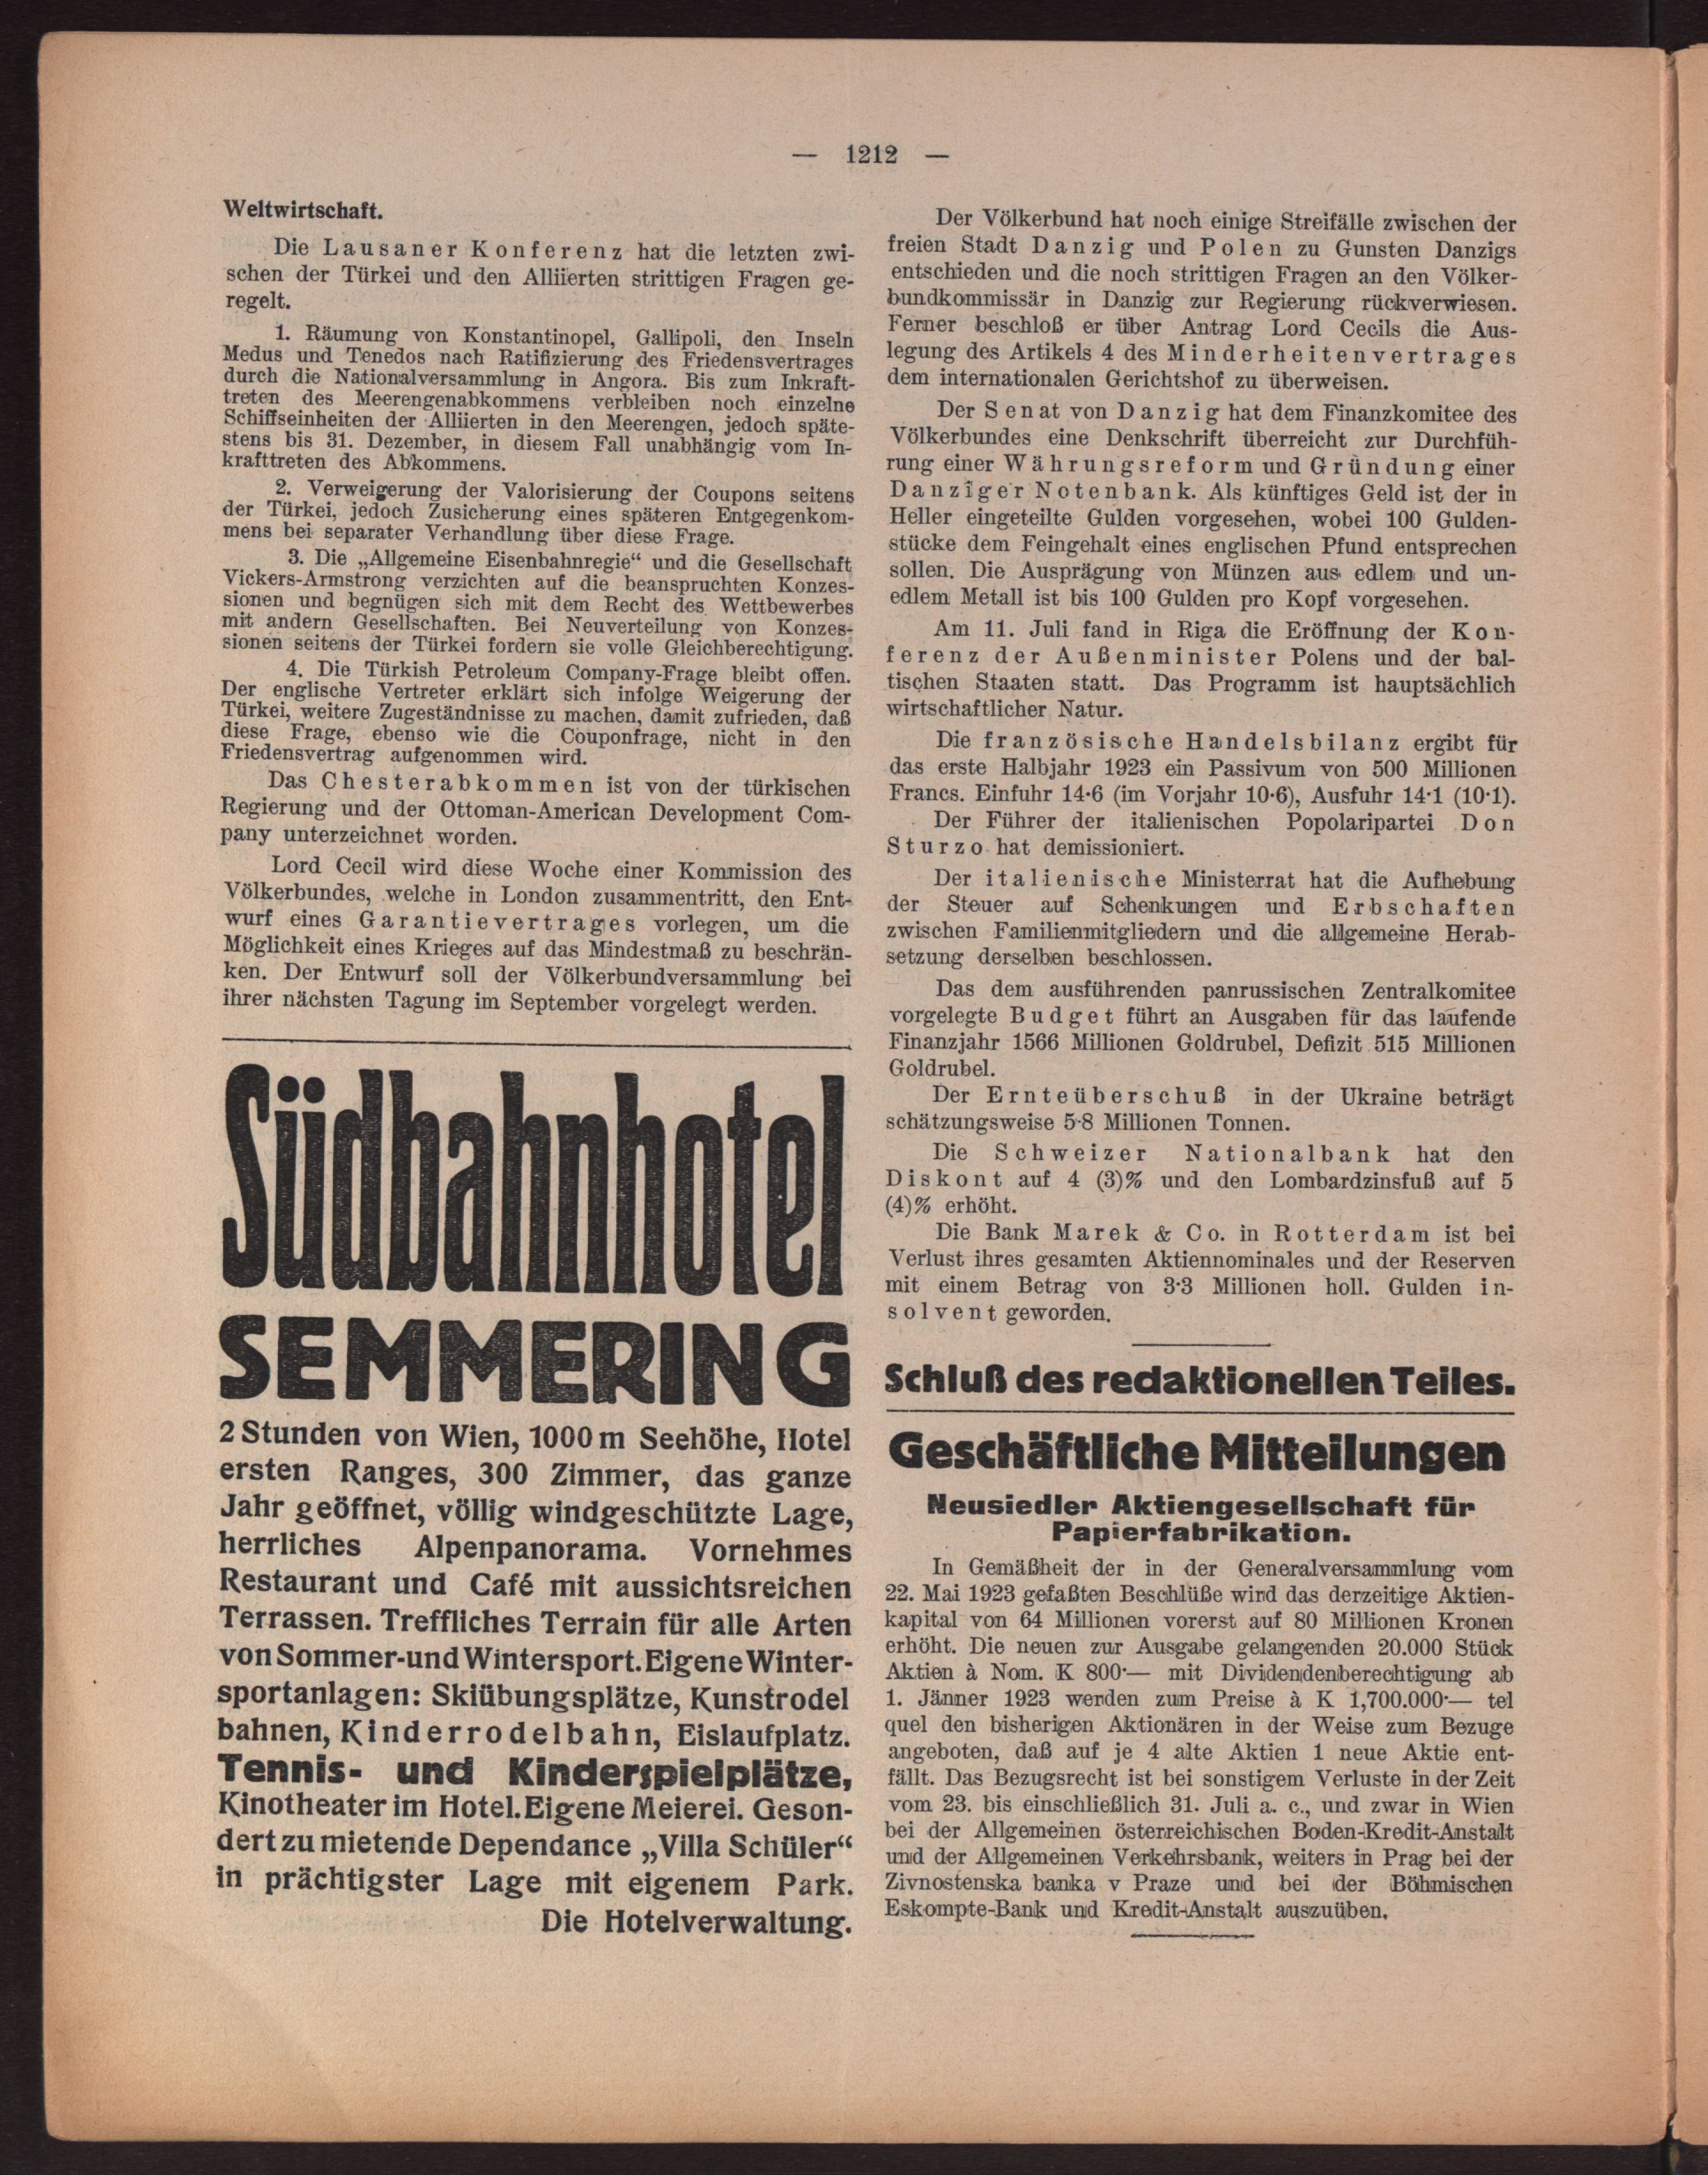 — 1212 —
Weltwirtschaft.
Die Lausaner Konferenz hat die letzten zwi-
schen der Türkei und den Alliierten strittigen Fragen ge-
regelt.
1. Räumung von Konstantinopel, Gallipoli, den Inseln
Medus und Tenedos nach Ratifizierung des Friedensvertrages
durch die Nationalversammlung in Angora. Bis zum Inkraft-
treten des Meerengenabkommens verbleiben noch einzelne
Schiffseinheiten der Alliierten in den Meerengen, jedoch späte-
stens bis 31. Dezember, in diesem Fall unabhängig vom In-
krafttreten des Abkommens.
2. Verweigerung der Valorisierung der Coupons seitens
der Türkei, jedoch Zusicherung eines späteren Entgegenkom-
mens bei separater Verhandlung über diese Frage.
3. Die „Allgemeine Eisenbahnregie“ und die Gesellschaft
Vickers-Armstrong verzichten auf die beanspruchten Konzes-
sionen und begnügen sich mit dem Recht des Wettbewerbes
mit andern Gesellschaften. Bei Neuverteilung von Konzes-
sionen seitens der Türkei fordern sie volle Gleichberechtigung.
4. Die Türkish Petroleum Company-Frage bleibt offen.
Der englische Vertreter erklärt sich infolge Weigerung der
Türkei, weitere Zugeständnisse zu machen, damit zufrieden, daß
diese Frage, ebenso wie die Couponfrage, nicht in den
Friedensvertrag aufgenommen wird.
Das Chesterabkommen ist von der türkischen
Regierung und der Ottoman-American Development Com-
pany unterzeichnet worden.
Lord Cecil wird diese Woche einer Kommission des
Völkerbundes, welche in London zusammentritt, den Ent-
wurf eines Garantievertrages vorlegen, um die
Möglichkeit eines Krieges auf das Mindestmaß zu beschrän-
ken. Der Entwurf soll der Völkerbundversammlung bei
ihrer nächsten Tagung im September vorgelegt werden.
Südbahnhotel
SEMMERING
2 Stunden von Wien, 1000 m Seehöhe, Hotel
ersten Ranges, 300 Zimmer, das ganze
Jahr geöffnet, völlig windgeschützte Lage,
herrliches Alpenpanorama. Vornehmes
Restaurant und Café mit aussichtsreichen
Terrassen. Treffliches Terrain für alle Arten
von Sommer-und Wintersport. Eigene Winter-
sportanlagen: Skiübungsplätze, Kunstrodel
bahnen, Kinderrodelbahn, Eislaufplatz.
Tennis- und Kinderspielplätze,
Kinotheater im Hotel. Eigene Meierei. Geson-
dert zu mietende Dependance „Villa Schüler“
in prächtigster Lage mit eigenem Park.
Die Hotelverwaltung.
Der Völkerbund hat noch einige Streifälle zwischen der
freien Stadt Danzig und Polen zu Gunsten Danzigs
entschieden und die noch strittigen Fragen an den Völker-
bundkommissär in Danzig zur Regierung rückverwiesen.
Ferner beschloß er über Antrag Lord Cecils die Aus-
legung des Artikels 4 des Minderheitenvertrages
dem internationalen Gerichtshof zu überweisen.
Der Senat von Danzig hat dem Finanzkomitee des
Völkerbundes eine Denkschrift überreicht zur Durchfüh-
rung einer Währungsreform und Gründung einer
Danziger Notenbank. Als künftiges Geld ist der in
Heller eingeteilte Gulden vorgesehen, wobei 100 Gulden-
stücke dem Feingehalt eines englischen Pfund entsprechen
sollen. Die Ausprägung von Münzen aus edlem und un-
edlem Metall ist bis 100 Gulden pro Kopf vorgesehen.
Am 11. Juli fand in Riga die Eröffnung der Kon-
ferenz der Außenminister Polens und der bal-
tischen Staaten statt. Das Programm ist hauptsächlich
wirtschaftlicher Natur.
Die französische Handelsbilanz ergibt für
das erste Halbjahr 1923 ein Passivum von 500 Millionen
Francs. Einfuhr 14·6 (im Vorjahr 10·6), Ausfuhr 14·1 (10·1).
Der Führer der italienischen Popolaripartei Don
Sturzo hat demissioniert.
Der italienische Ministerrat hat die Aufhebung
der Steuer auf Schenkungen und Erbschaften
zwischen Familienmitgliedern und die allgemeine Herab-
setzung derselben beschlossen.
Das dem ausführenden panrussischen Zentralkomitee
vorgelegte Budget führt an Ausgaben für das laufende
Finanzjahr 1566 Millionen Goldrubel, Defizit 515 Millionen
Goldrubel.
Der Ernteüberschuß in der Ukraine beträgt
schätzungsweise 5·8 Millionen Tonnen.
Die Schweizer Nationalbank hat den
Diskont auf 4 (3)% und den Lombardzinsfuß auf 5
(4)% erhöht.
Die Bank Marek & Co. in Rotterdam ist bei
Verlust ihres gesamten Aktiennominales und der Reserven
mit einem Betrag von 3·3 Millionen holl. Gulden in-
solvent geworden.
Schluß des redaktionellen Teiles.
Geschäftliche Mitteilungen
Neusiedler Aktiengesellschaft für
Papierfabrikation.
In Gemäßheit der in der Generalversammlung vom
22. Mai 1923 gefaßten Beschlüße wird das derzeitige Aktien-
kapital von 64 Millionen vorerst auf 80 Millionen Kronen
erhöht. Die neuen zur Ausgabe gelangenden 20.000 Stück
Aktien à Nom. K 800·— mit Dividendenberechtigung ab
1. Jänner 1923 werden zum Preise à K 1,700.000·— tel
quel den bisherigen Aktionären in der Weise zum Bezuge
angeboten, daß auf je 4 alte Aktien 1 neue Aktie ent-
fällt. Das Bezugsrecht ist bei sonstigem Verluste in der Zeit
vom 23. bis einschließlich 31. Juli a. c., und zwar in Wien
bei der Allgemeinen österreichischen Boden-Kredit-Anstalt
und der Allgemeinen Verkehrsbank, weiters in Prag bei der
Zivnostenska banka v Praze und bei der Böhmischen
Eskompte-Bank und Kredit-Anstalt auszuüben.